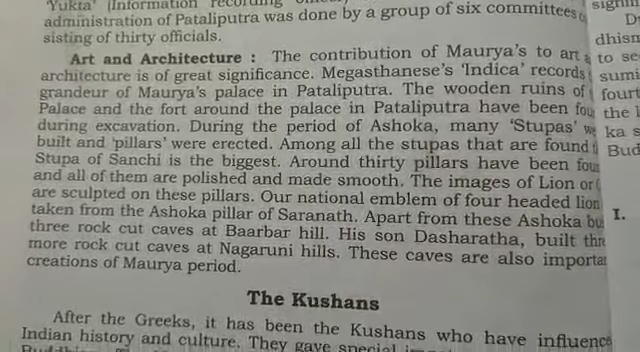 'Yukta' (Information recording
administration of Pataliputra was done by a group of six committees
sisting of thirty officials.
Art and Architecture : The contribution of Maurya's to art
architecture is of great significance. Megasthanese's 'Indica' records
grandeur of Maurya's palace in Pataliputra. The wooden ruins of
Palace and the fort around the palace in Pataliputra have been fou
during excavation. During the period of Ashoka, many 'Stupas' w
built and 'pillars' were erected. Among all the stupas that are found
Stupa of Sanchi is the biggest. Around thirty pillars have been foun
and all of them are polished and made smooth. The images of Lion or
are sculpted on these pillars. Our national emblem of four headed lion
taken from the Ashoka pillar of Saranath. Apart from these Ashoka bu
three rock cut caves at Baarbar hill. His son Dasharatha, built thr
more rock cut caves at Nagaruni hills. These caves are also importa
creations of Maurya period.
The Kushans
After the Greeks, it has been the Kushans who have influenc
Indian history and culture. They gave special
signifi
D
dhism
to se
sum
fourt
the
ka s
Bud
I.